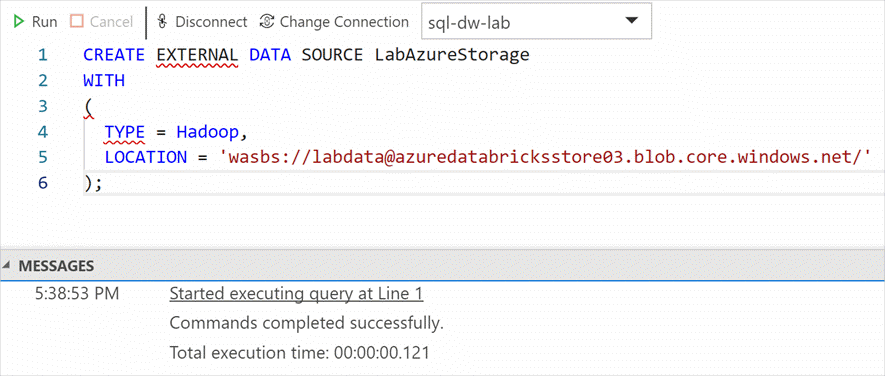 Run Cancel Disconnect Change Connection sql-dw-lab
1 CREATE EXTERNAL DATA SOURCE LabAzureStorage
2 WITH
3 (
4 TYPE = Hadoop,
5 LOCATION = 'wasbs://labdata@azuredatabricksstore03.blob.core.windows.net/'
6 );
MESSAGES
5:38:53 PM Started executing query at Line 1
Commands completed successfully.
Total execution time: 00:00:00.121